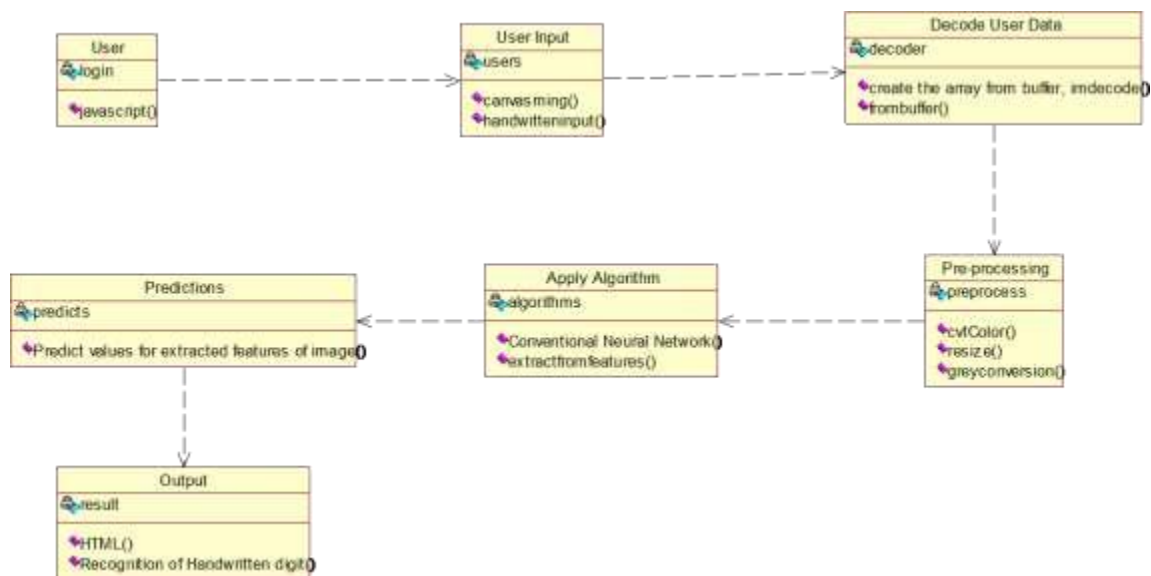 User
login
javascript()
User Input
users
canvasming()
handwritteninput()
Decode User Data
decoder
create the array from buffer, imdecode()
frombuffer()
Pre-processing
preprocess
cvtColor()
resize()
greyconversion()
Apply Algorithm
algorithms
Conventional Neural Network()
extractfromfeatures()
Predictions
predicts
Predict values for extracted features of image()
Output
result
HTML()
Recognition of Handwritten digit()